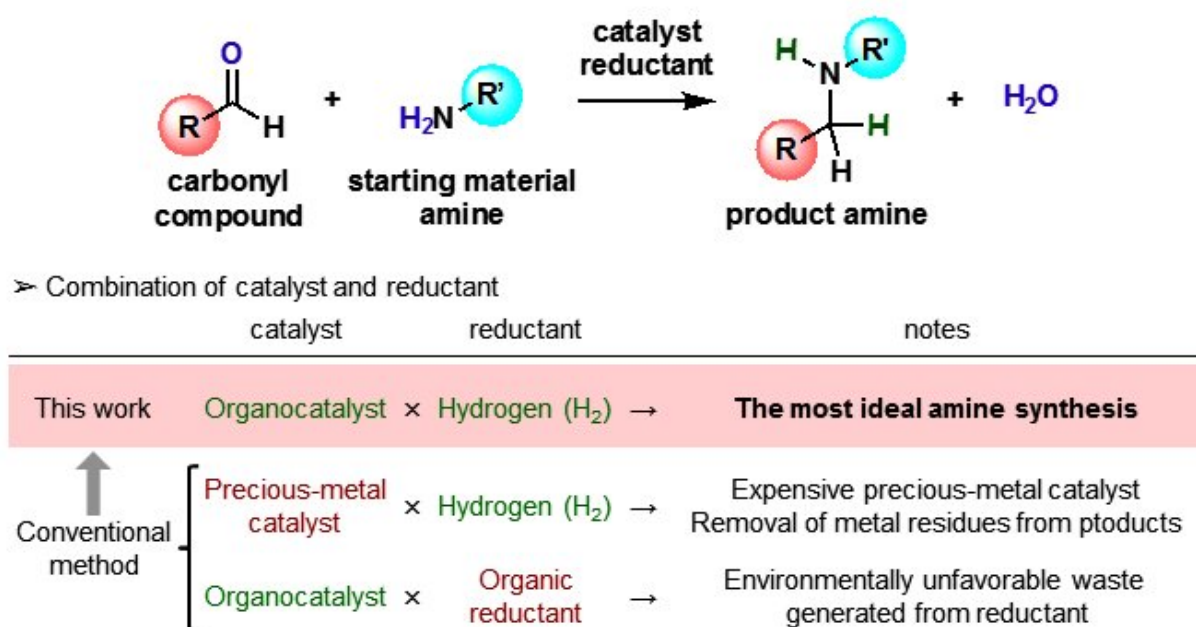 O
R
H
+
H₂N
R'
catalyst
reductant
H
N
R'
R
H
H
+
H₂O
carbonyl
compound
starting material
amine
product amine
➢ Combination of catalyst and reductant
catalyst reductant notes
This work Organocatalyst × Hydrogen (H₂) → The most ideal amine synthesis
Conventional
method
Precious-metal
catalyst × Hydrogen (H₂) →
Expensive precious-metal catalyst
Removal of metal residues from ptoducts
Organocatalyst × Organic
reductant →
Environmentally unfavorable waste
generated from reductant